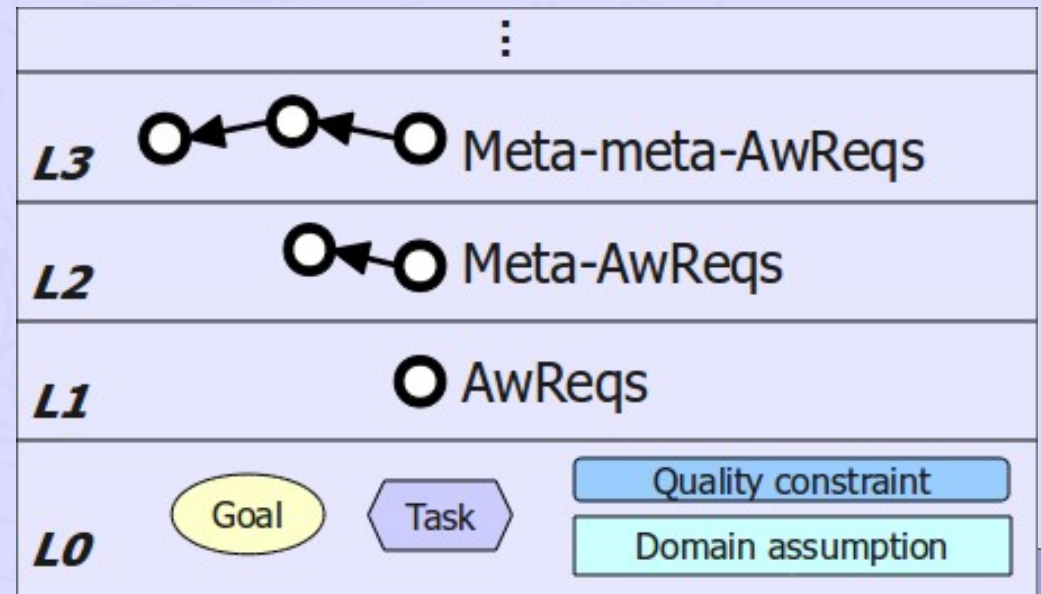 ⋮
L3 Meta-meta-AwReqs
L2 Meta-AwReqs
L1 AwReqs
Quality constraint
L0 Goal Task
Domain assumption